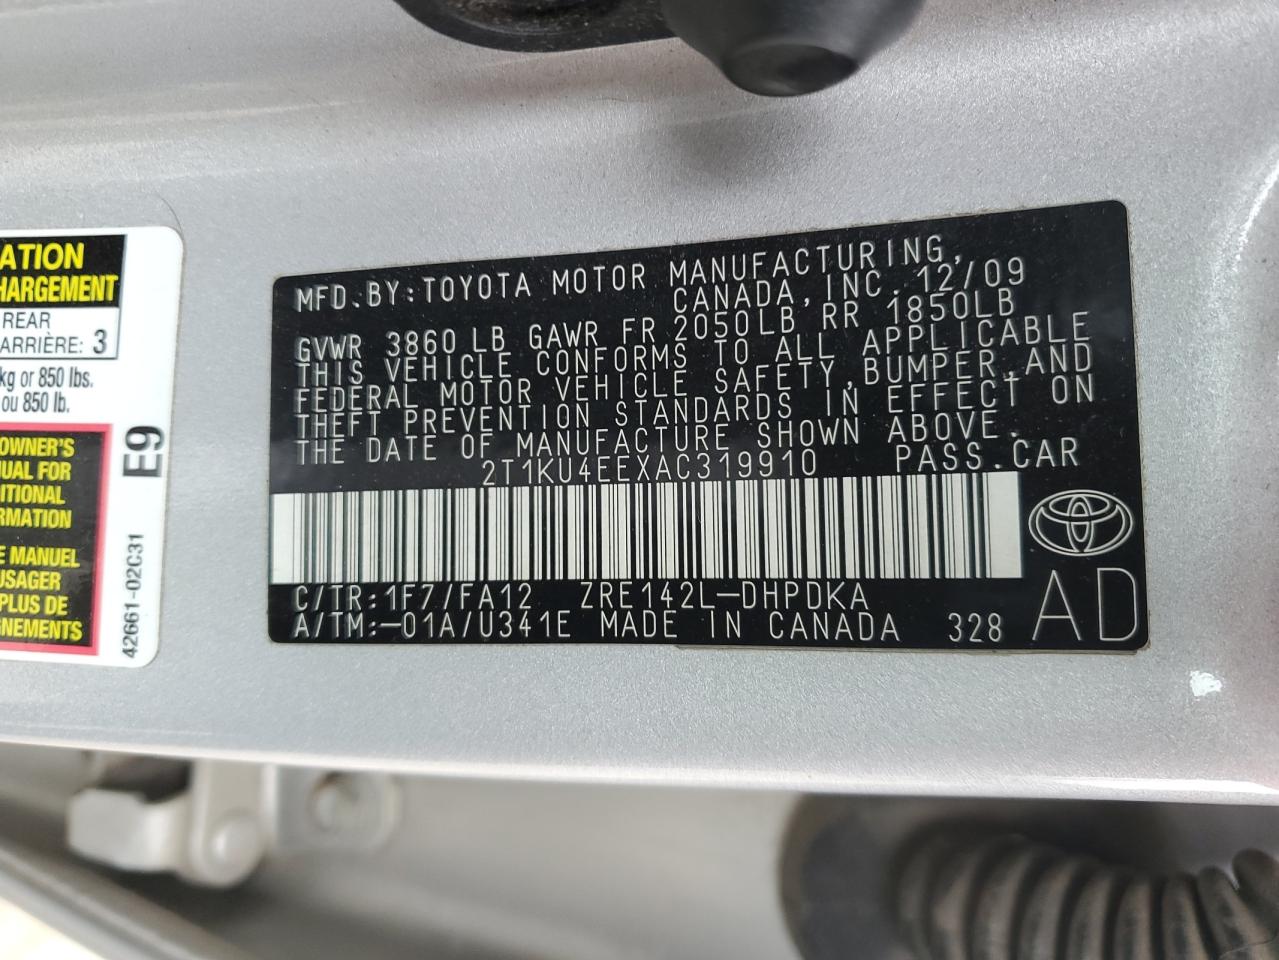 ATION
HARGEMENT
REAR
ARRIÈRE: 3
kg or 850 lbs.
ou 850 lb.
OWNER'S
UAL FOR
DITIONAL
RMATION
E MANUEL
USAGER
PLUS DE
GNEMENTS
E9
42661-02C31
MFD.BY:TOYOTA MOTOR MANUFACTURING,
CANADA,INC.12/09
GVWR 3860LB GAWR FR 2050LB RR 1850LB
THIS VEHICLE CONFORMS TO ALL APPLICABLE
FEDERAL MOTOR VEHICLE SAFETY,BUMPER,AND
THEFT PREVENTION STANDARDS IN EFFECT ON
THE DATE OF MANUFACTURE SHOWN ABOVE.
2T1KU4EEXAC319910 PASS.CAR
C/TR:1F7/FA12 ZRE142L-DHPDKA
A/TM:-01A/U341E MADE IN CANADA 328
AD